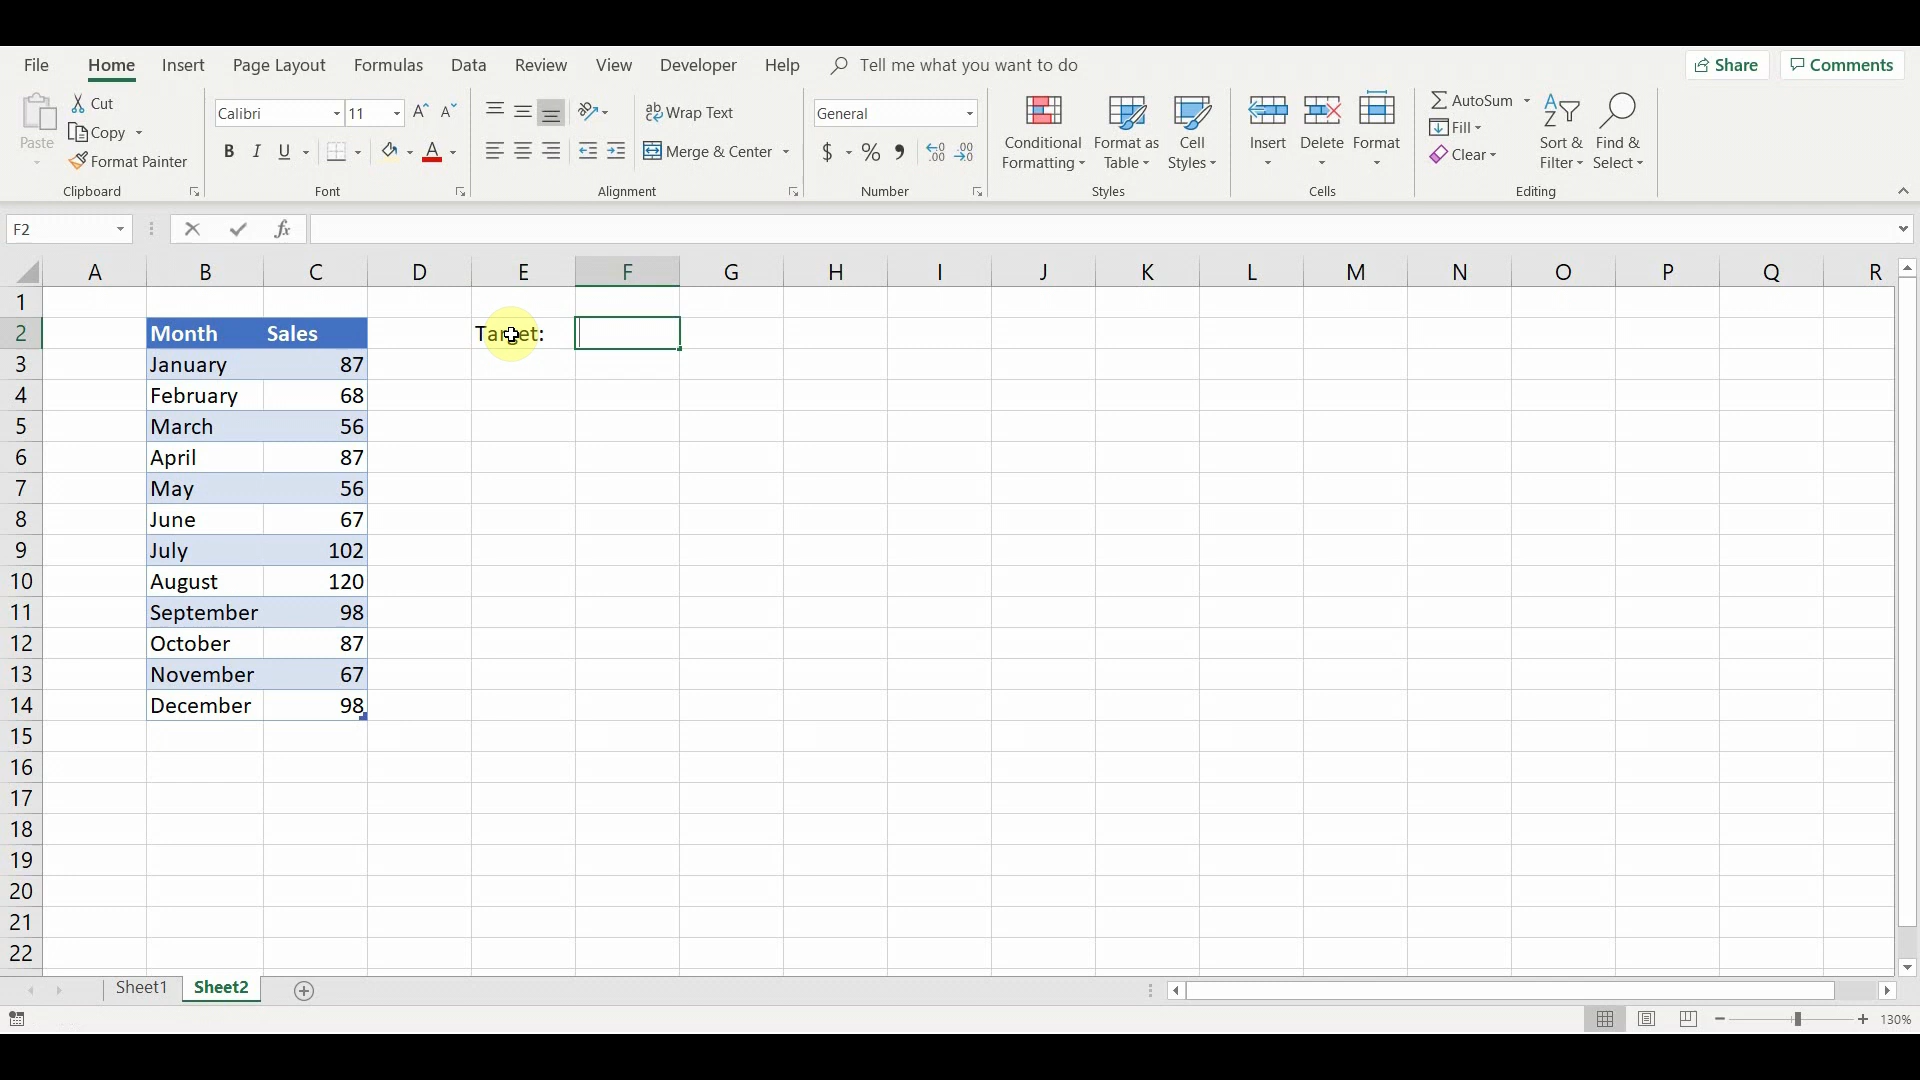 File Home Insert Page Layout Formulas Data Review View Developer Help Tell me what you want to do Share Comments
Paste Cut Copy Format Painter Clipboard
Calibri 11 B I U A Font
ab Wrap Text Merge & Center Alignment
General $ % 9 .00 .00 Number
Conditional Formatting Format as Table Cell Styles Styles
Insert Delete Format Cells
AutoSum Fill Clear Sort & Filter Find & Select Editing
F2 fx
A B C D E F G H I J K L M N O P Q R
1
2 Month Sales Target:
3 January 87
4 February 68
5 March 56
6 April 87
7 May 56
8 June 67
9 July 102
10 August 120
11 September 98
12 October 87
13 November 67
14 December 98
15
16
17
18
19
20
21
22
Sheet1 Sheet2
130%